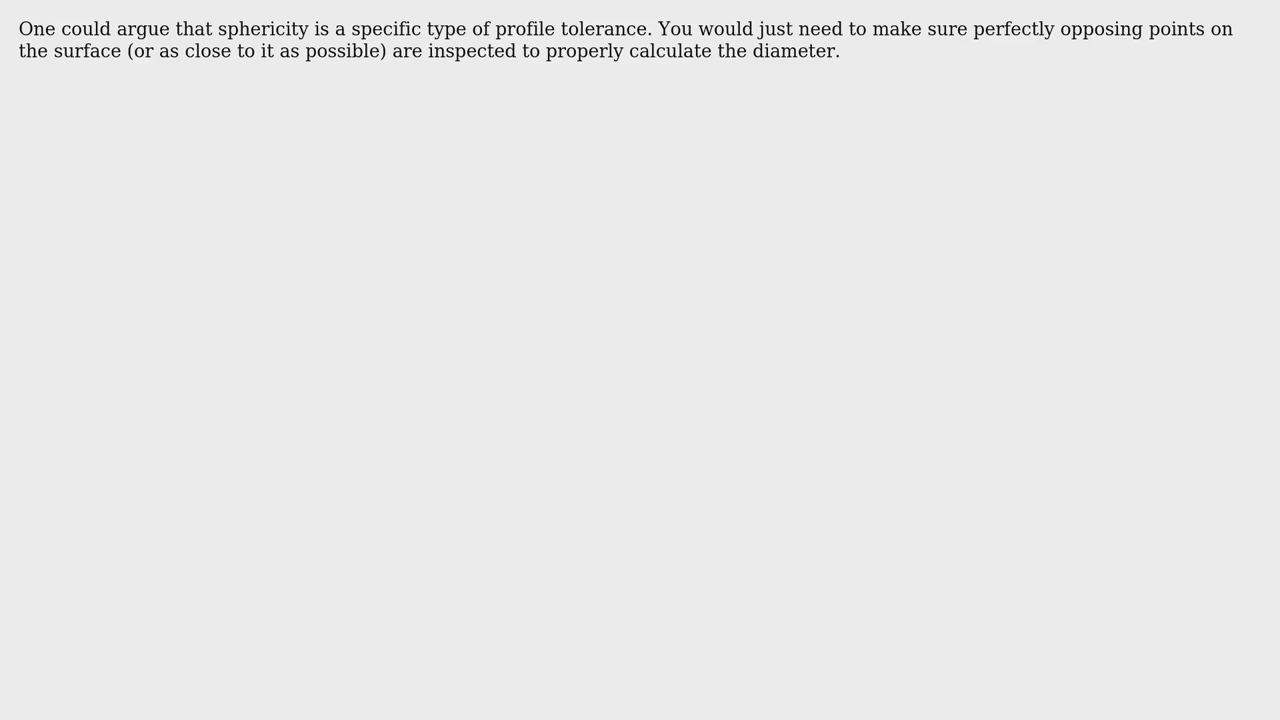 One could argue that sphericity is a specific type of profile tolerance. You would just need to make sure perfectly opposing points on
the surface (or as close to it as possible) are inspected to properly calculate the diameter.